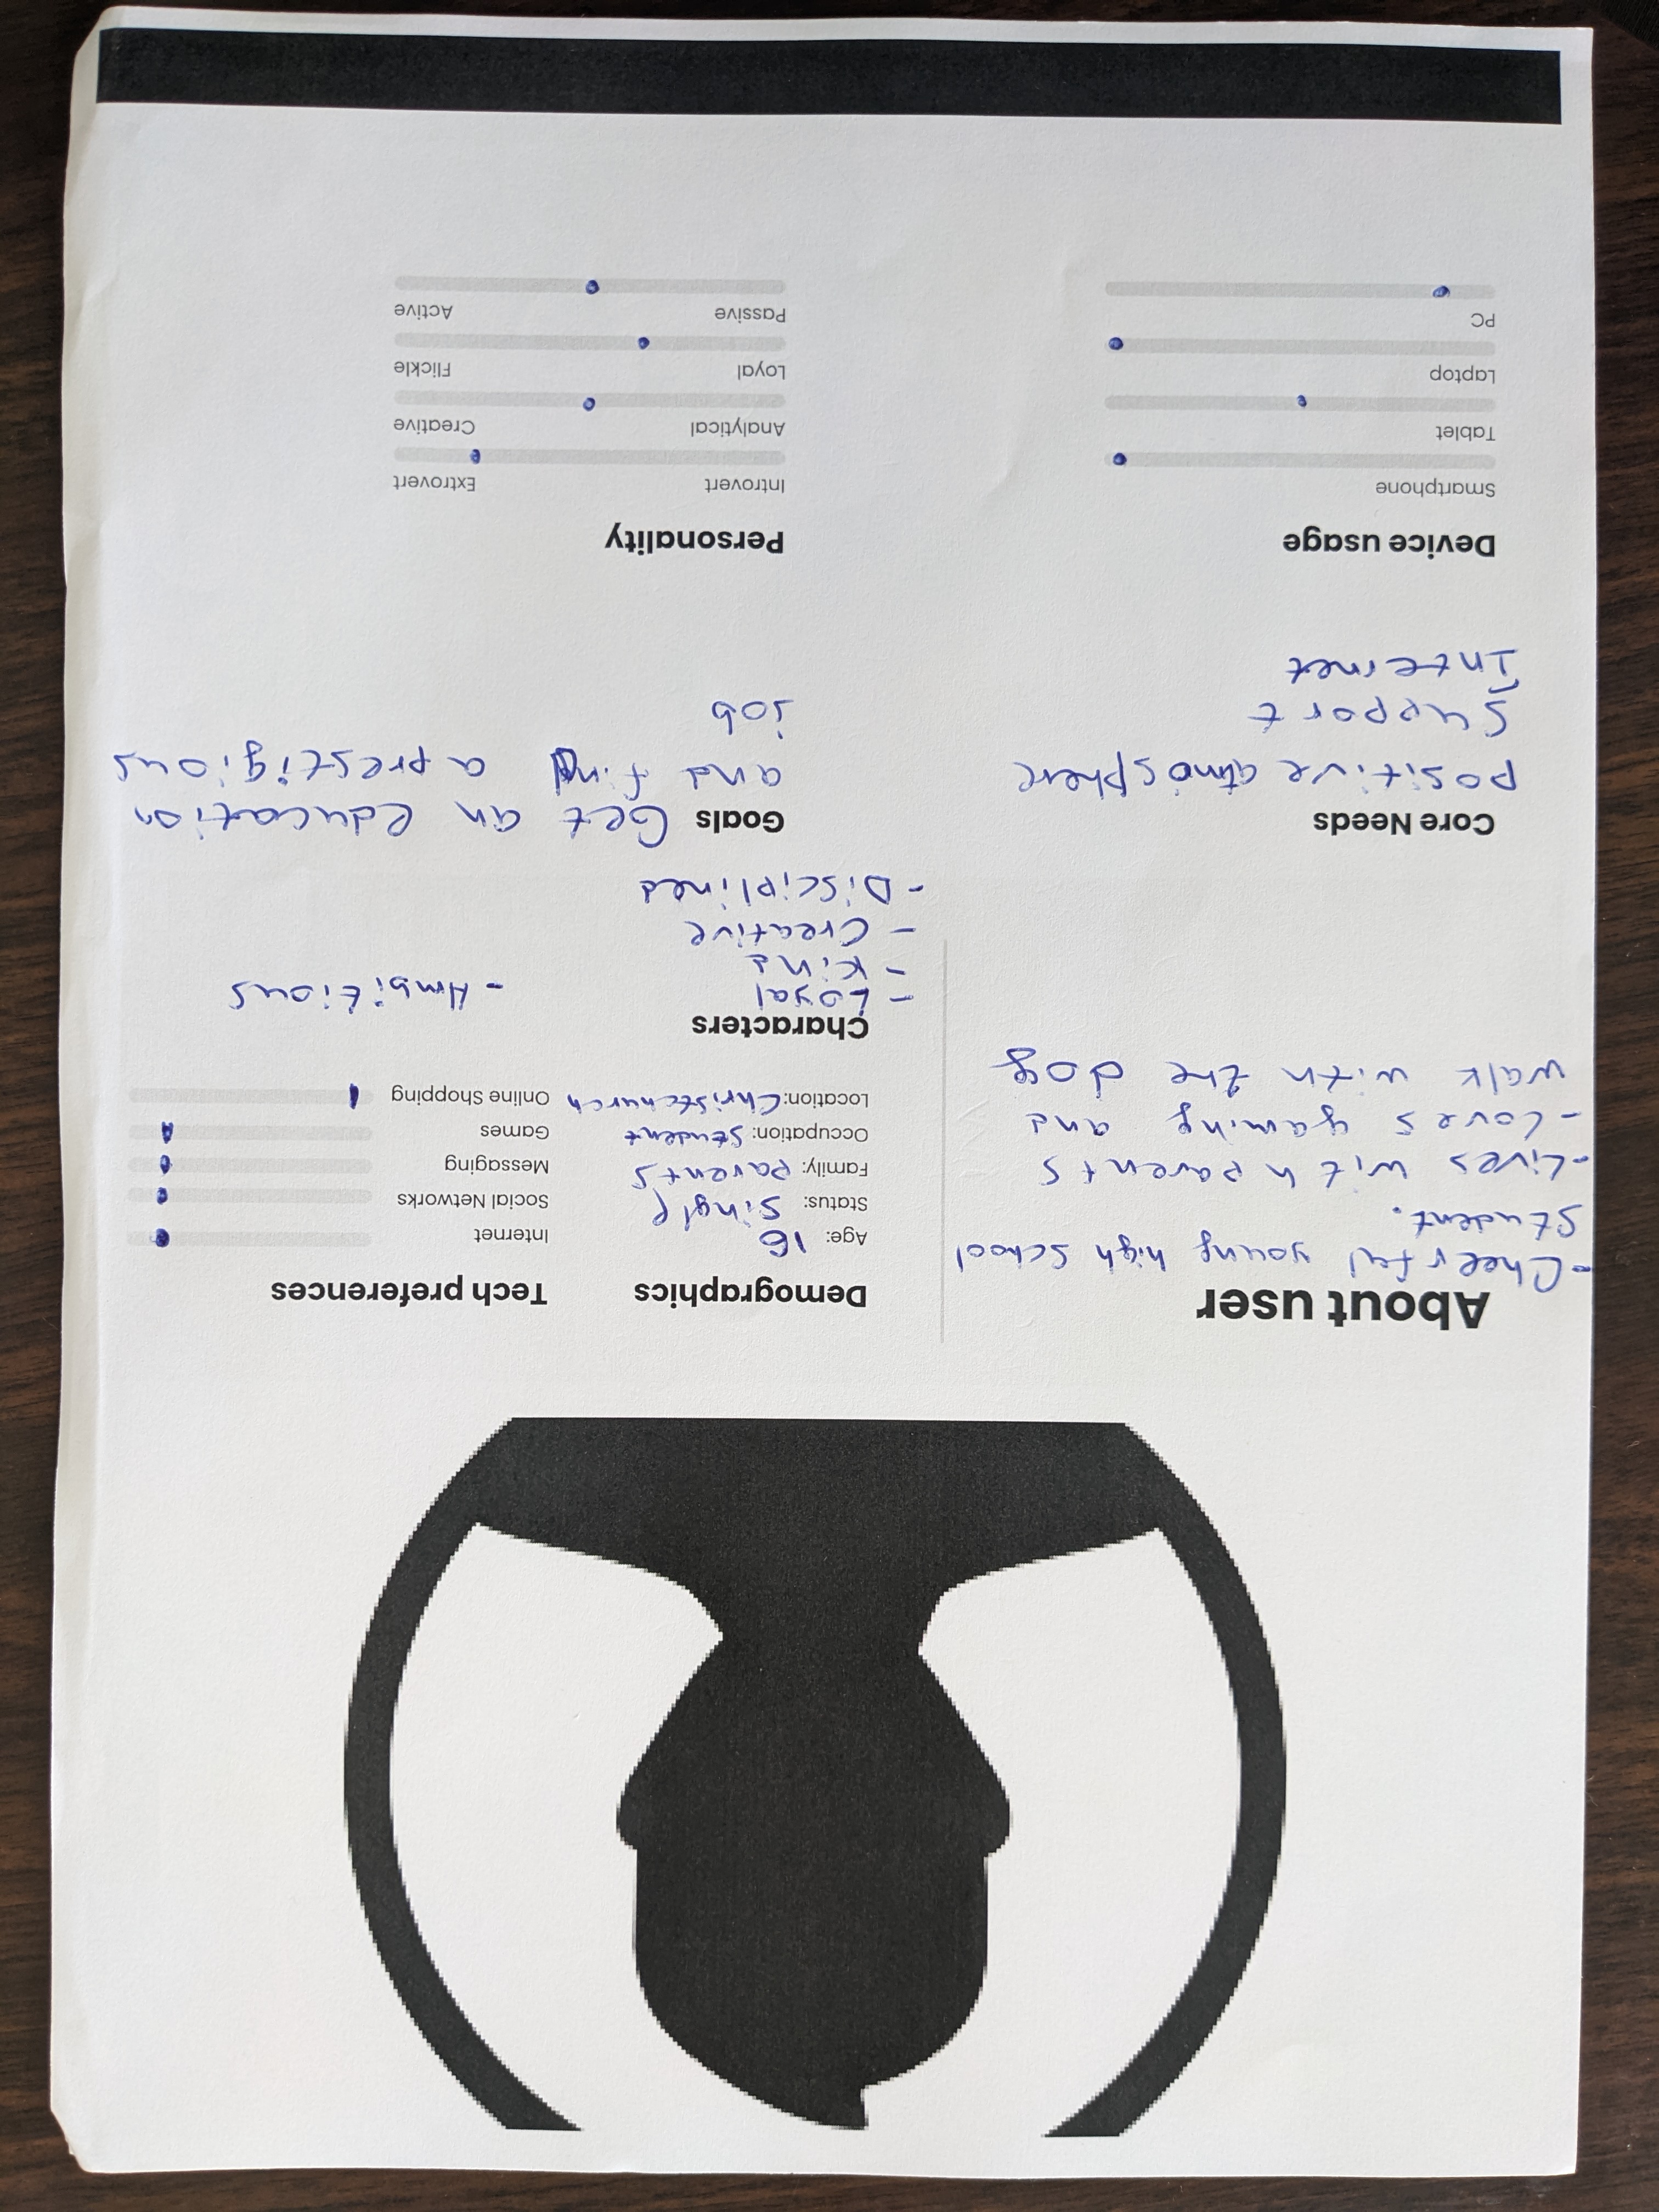 About user
- Cheerful young high school
Student.
- Lives with parents
- Loves gaming and
walk with the dog
Demographics
Age: 16
Status: Single
Family: parents
Occupation: Student
Location: Christchurch
Tech preferences
Internet
Social Networks
Messaging
Games
Online Shopping
Characters
- Loyal
- Kind
- Creative
- Disciplined
- Ambitious
Core Needs
positive atmosphere
Support
Internet
Goals Get an education
and find a prestigious
job
Device usage
Smartphone
Tablet
Laptop
PC
Personality
Introvert Extrovert
Analytical Creative
Loyal Flickle
Passive Active